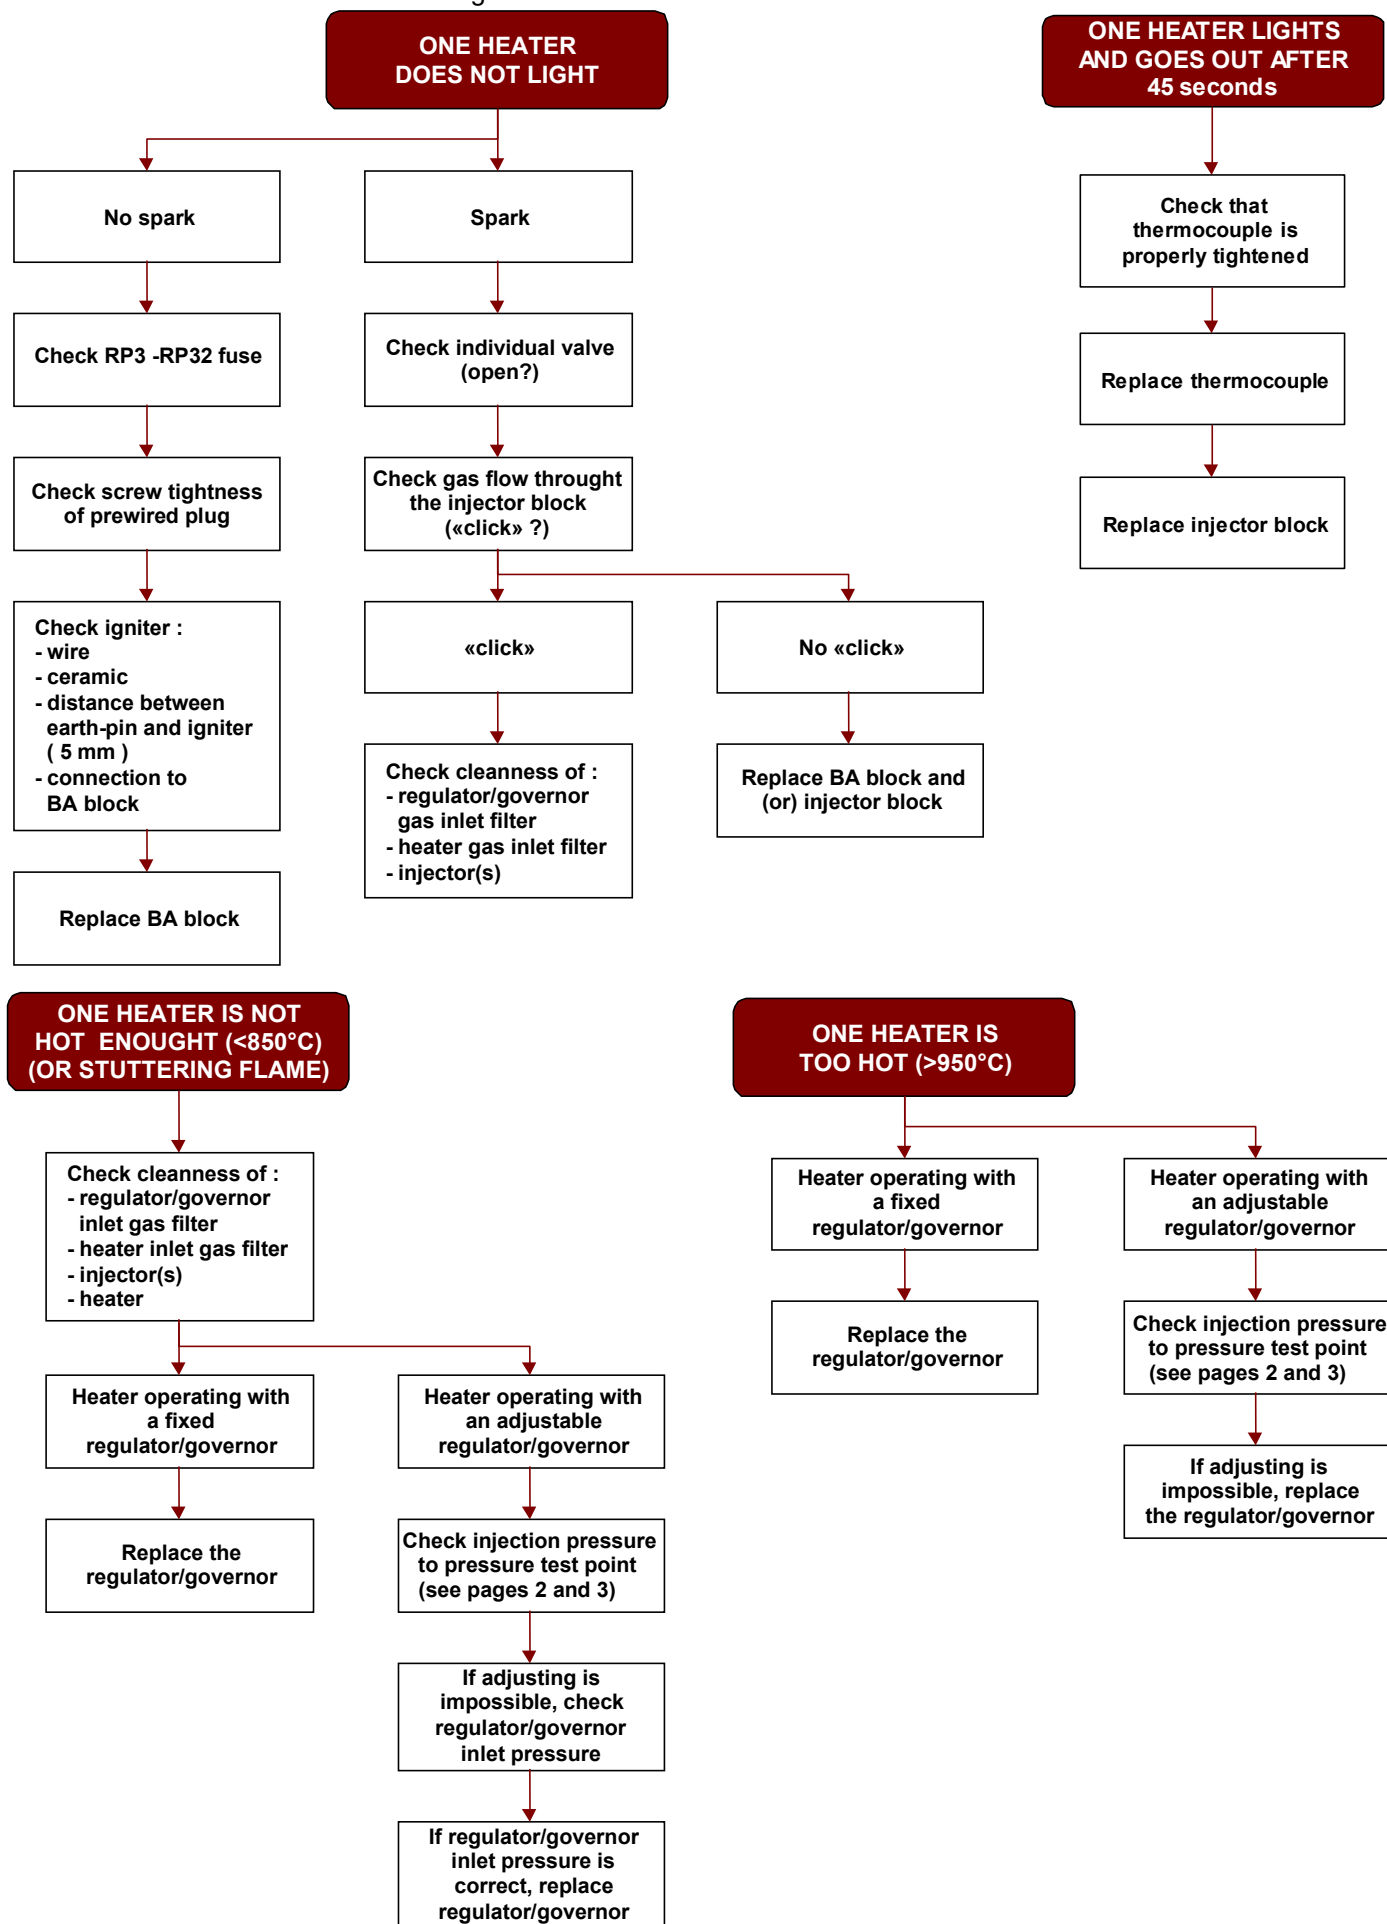 ONE HEATER
DOES NOT LIGHT
No spark
Check RP3 -RP32 fuse
Check screw tightness
of prewired plug
Check igniter :
- wire
- ceramic
- distance between
earth-pin and igniter
( 5 mm )
- connection to
BA block
Replace BA block
Spark
Check individual valve
(open?)
Check gas flow throught
the injector block
(«click» ?)
«click»
Check cleanness of :
- regulator/governor
gas inlet filter
- heater gas inlet filter
- injector(s)
No «click»
Replace BA block and
(or) injector block
ONE HEATER LIGHTS
AND GOES OUT AFTER
45 seconds
Check that
thermocouple is
properly tightened
Replace thermocouple
Replace injector block
ONE HEATER IS NOT
HOT ENOUGHT (<850°C)
(OR STUTTERING FLAME)
Check cleanness of :
- regulator/governor
inlet gas filter
- heater inlet gas filter
- injector(s)
- heater
Heater operating with
a fixed
regulator/governor
Replace the
regulator/governor
Heater operating with
an adjustable
regulator/governor
Check injection pressure
to pressure test point
(see pages 2 and 3)
If adjusting is
impossible, check
regulator/governor
inlet pressure
If regulator/governor
inlet pressure is
correct, replace
regulator/governor
ONE HEATER IS
TOO HOT (>950°C)
Heater operating with
a fixed
regulator/governor
Replace the
regulator/governor
Heater operating with
an adjustable
regulator/governor
Check injection pressure
to pressure test point
(see pages 2 and 3)
If adjusting is
impossible, replace
the regulator/governor